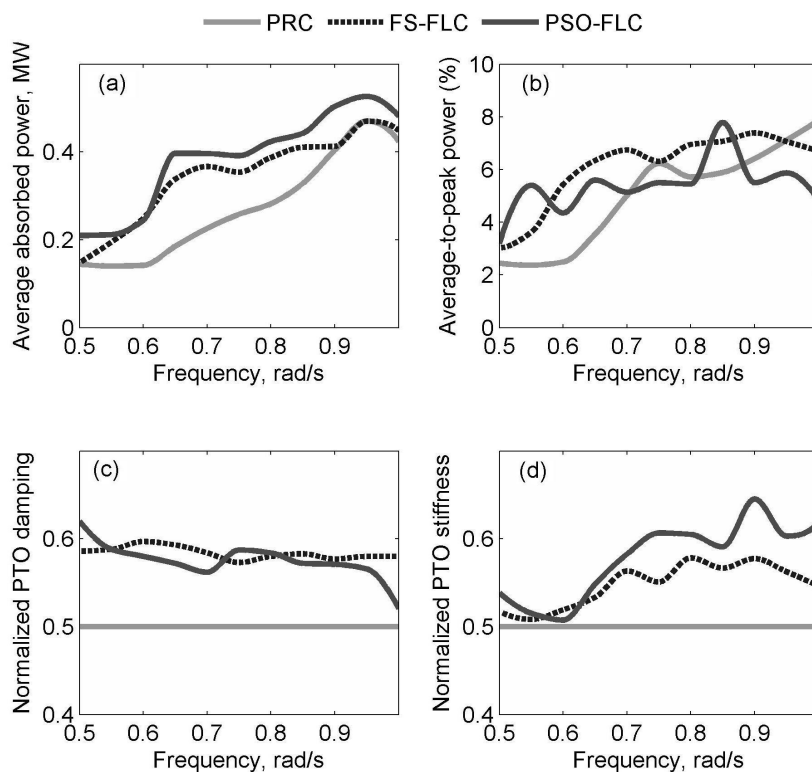 PRC FS-FLC PSO-FLC
(a)
Average absorbed power, MW
0.4
0.2
0
0.5 0.6 0.7 0.8 0.9
Frequency, rad/s
(b)
Average-to-peak power (%)
10
8
6
4
2
0
0.5 0.6 0.7 0.8 0.9
Frequency, rad/s
(c)
Normalized PTO damping
0.6
0.5
0.4
0.5 0.6 0.7 0.8 0.9
Frequency, rad/s
(d)
Normalized PTO stiffness
0.6
0.5
0.4
0.5 0.6 0.7 0.8 0.9
Frequency, rad/s